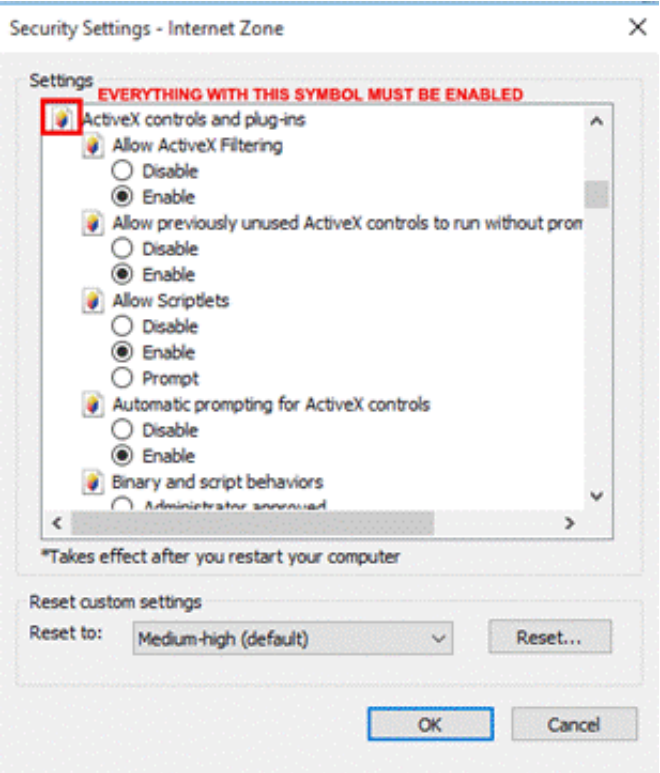 Security Settings - Internet Zone
Settings
EVERYTHING WITH THIS SYMBOL MUST BE ENABLED
ActiveX controls and plug-ins
Allow ActiveX Filtering
Disable
Enable
Allow previously unused ActiveX controls to run without prom
Disable
Enable
Allow Scriptlets
Disable
Enable
Prompt
Automatic prompting for ActiveX controls
Disable
Enable
Binary and script behaviors
Administrator approved
*Takes effect after you restart your computer
Reset custom settings
Reset to:
Medium-high (default)
Reset...
OK
Cancel